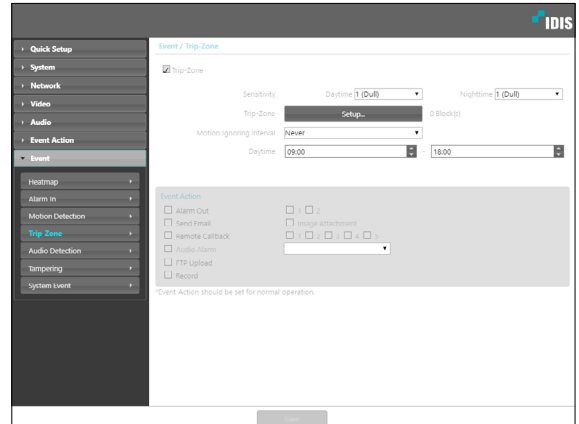 IDIS
Quick Setup
System
Network
Video
Audio
Event Action
Event
Heatmap
Alarm In
Motion Detection
Trip Zone
Audio Detection
Tampering
System Event
Event / Trip-Zone
Trip-Zone
Sensitivity Daytime 1 (Dull) Nighttime 1 (Dull)
Trip-Zone Setup... 0 Block(s)
Motion Ignoring Interval Never
Daytime 09:00 ~ 18:00
Event Action
Alarm Out 1 2
Send Email Image Attachment
Remote Callback 1 2 3 4 5
Audio Alarm
FTP Upload
Record
*Event Action should be set for normal operation.
Save